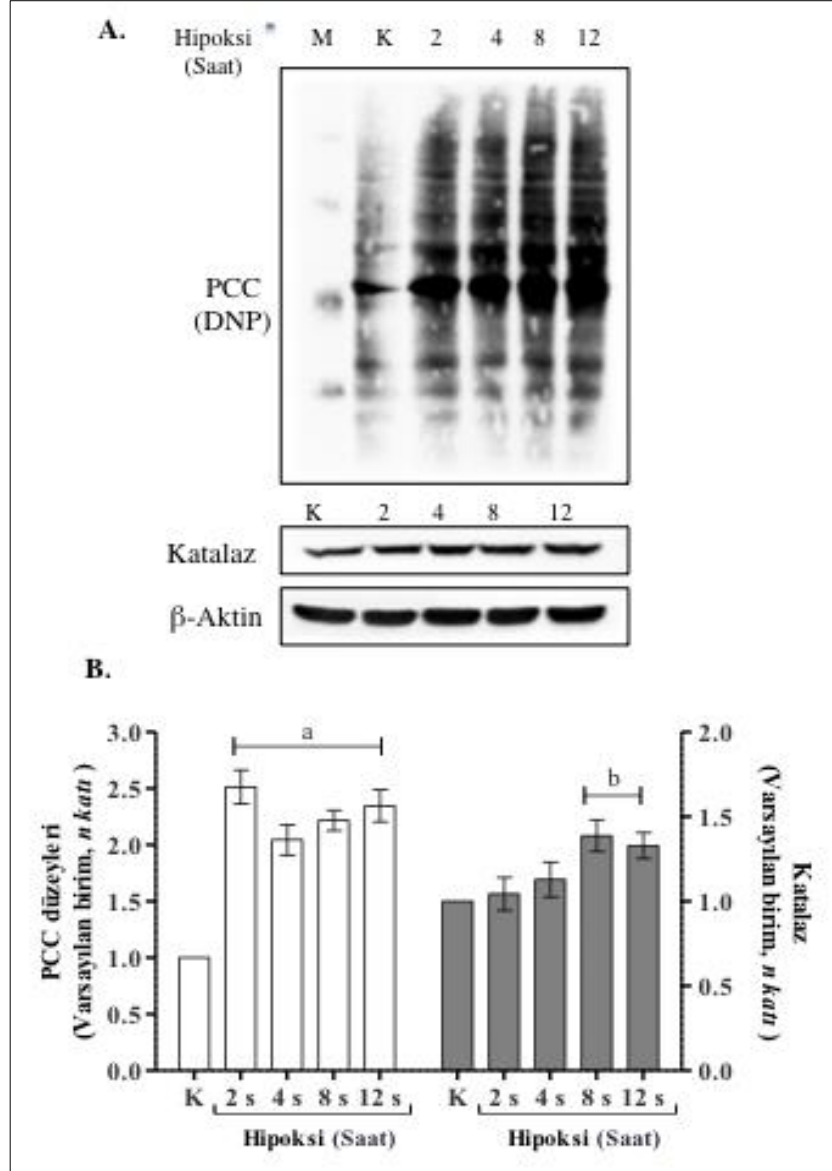 A.
Hipoksi * M K 2 4 8 12
(Saat)
PCC
(DNP)
K 2 4 8 12
Katalaz
β-Aktin
B.
PCC düzeyleri
(Varsayılan birim, n katı )
3.0
2.5
2.0
1.5
1.0
0.5
0.0
a
K 2 s 4 s 8 s 12 s
Hipoksi (Saat)
b
K 2 s 4 s 8 s 12 s
Hipoksi (Saat)
2.0
1.5
1.0
0.5
0.0
Katalaz
(Varsayılan birim, n katı )